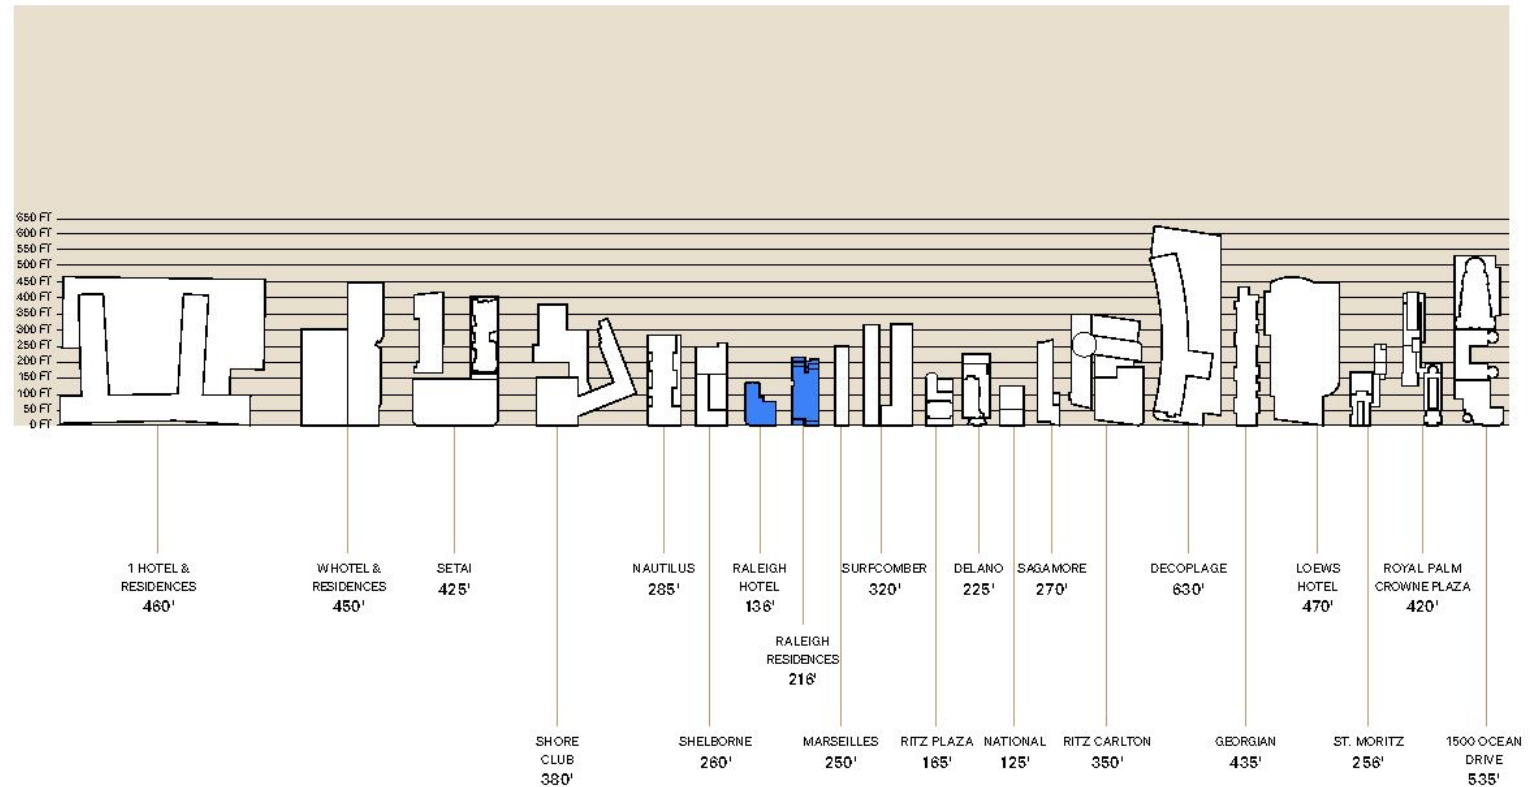 650 FT
600 FT
550 FT
500 FT
450 FT
400 FT
350 FT
300 FT
250 FT
200 FT
150 FT
100 FT
50 FT
0 FT
1 HOTEL &
RESIDENCES
460'
W HOTEL &
RESIDENCES
450'
SETAI
425'
NAUTILUS
285'
RALEIGH
HOTEL
136'
SURFCOMBER
320'
DELANO
225'
SAGAMORE
270'
DECOPLAGE
630'
LOEWS
HOTEL
470'
ROYAL PALM
CROWNE PLAZA
420'
RALEIGH
RESIDENCES
216'
SHORE
CLUB
380'
SHELBORNE
260'
MARSEILLES
250'
RITZ PLAZA
165'
NATIONAL
125'
RITZ CARLTON
350'
GEORGIAN
435'
ST. MORITZ
256'
1500 OCEAN
DRIVE
535'